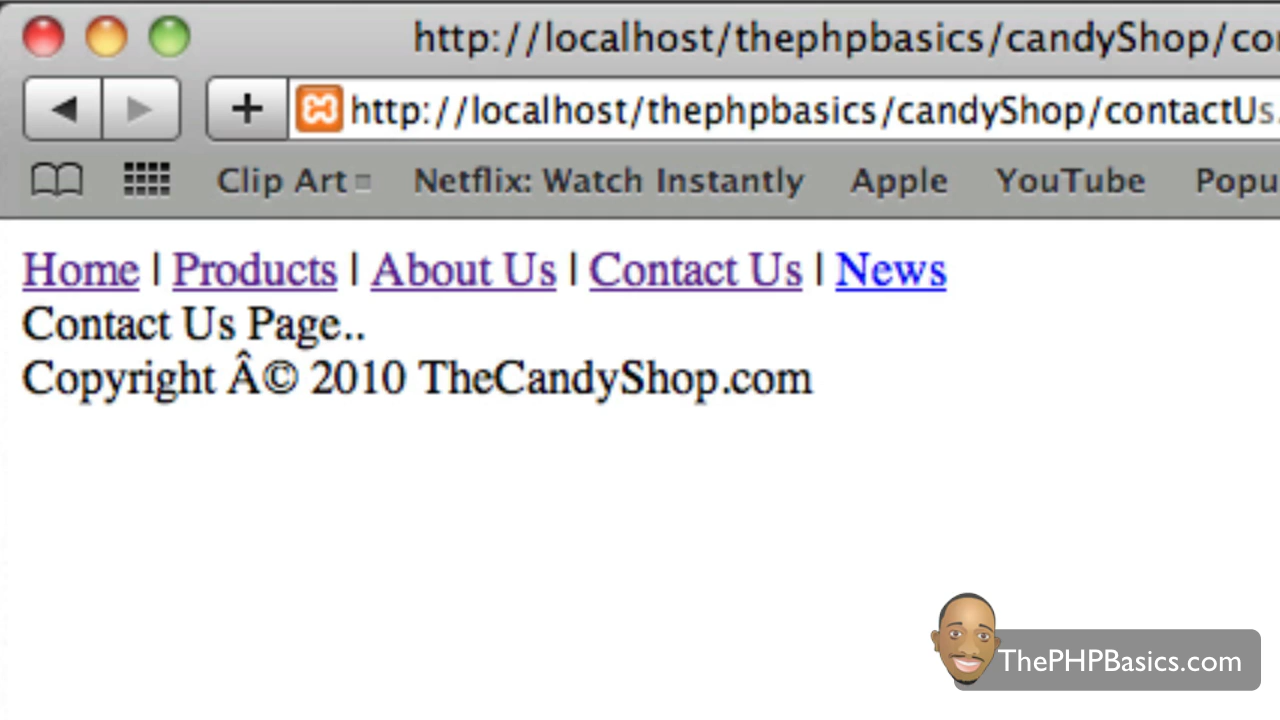 http://localhost/thephpbasics/candyShop/co
http://localhost/thephpbasics/candyShop/contactUs.
Clip Art Netflix: Watch Instantly Apple YouTube Popu
Home | Products | About Us | Contact Us | News
Contact Us Page..
Copyright Â© 2010 TheCandyShop.com
ThePHPBasics.com